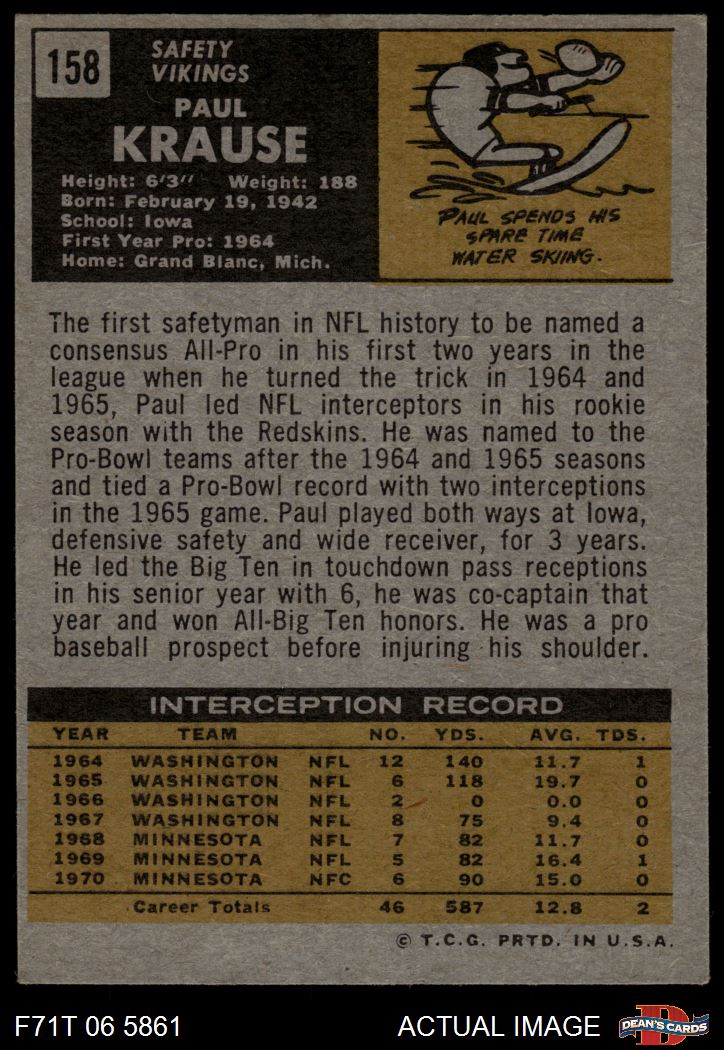 158
SAFETY
VIKINGS
PAUL
KRAUSE
Height: 6'3" Weight: 188
Born: February 19, 1942
School: Iowa
First Year Pro: 1964
Home: Grand Blanc, Mich.
PAUL SPENDS HIS
SPARE TIME
WATER SKIING.
The first safetyman in NFL history to be named a
consensus All-Pro in his first two years in the
league when he turned the trick in 1964 and
1965, Paul led NFL interceptors in his rookie
season with the Redskins. He was named to the
Pro-Bowl teams after the 1964 and 1965 seasons
and tied a Pro-Bowl record with two interceptions
in the 1965 game. Paul played both ways at Iowa,
defensive safety and wide receiver, for 3 years.
He led the Big Ten in touchdown pass receptions
in his senior year with 6, he was co-captain that
year and won All-Big Ten honors. He was a pro
baseball prospect before injuring his shoulder.
INTERCEPTION RECORD
YEAR TEAM NO. YDS. AVG. TDS.
1964 WASHINGTON NFL 12 140 11.7 1
1965 WASHINGTON NFL 6 118 19.7 0
1966 WASHINGTON NFL 2 0 0.0 0
1967 WASHINGTON NFL 8 75 9.4 0
1968 MINNESOTA NFL 7 82 11.7 0
1969 MINNESOTA NFL 5 82 16.4 1
1970 MINNESOTA NFC 6 90 15.0 0
Career Totals 46 587 12.8 2
© T.C.G. PRTD. IN U.S.A.
F71T 06 5861
ACTUAL IMAGE
D
DEAN'S CARDS